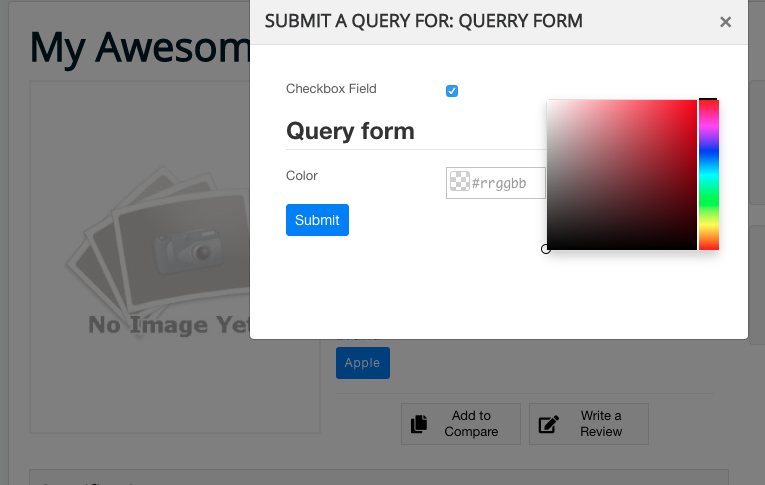 SUBMIT A QUERY FOR: QUERRY FORM
×
My Awesom
Checkbox Field
Query form
Color
#rrggbb
Submit
No Image Yet
Apple
Add to
Compare
Write a
Review